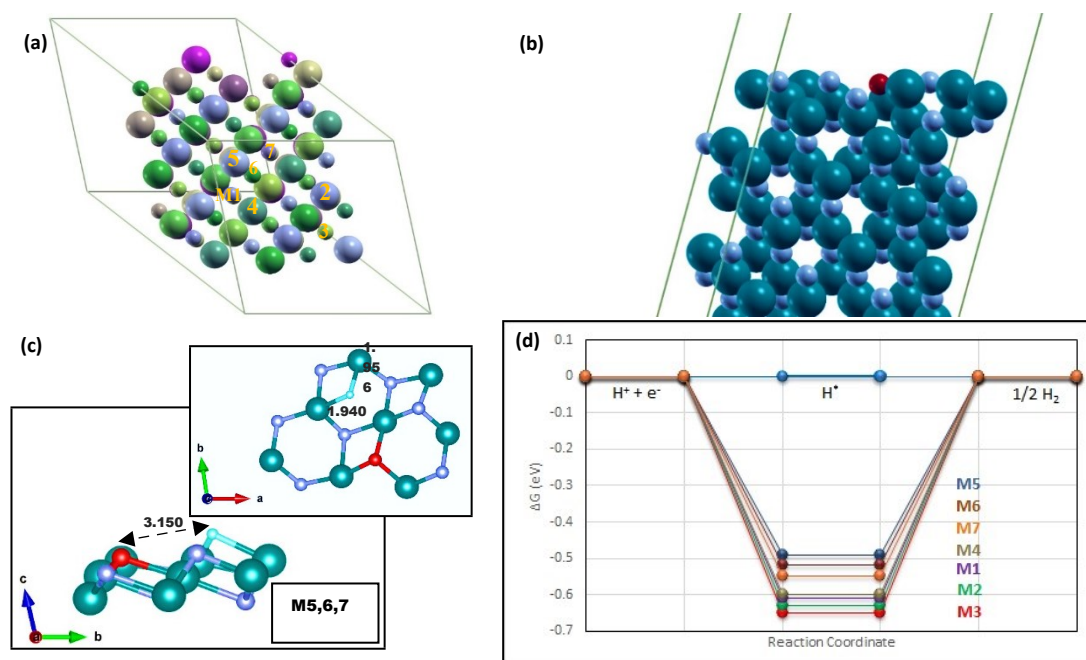 (a)
5
7
6
M1
2
4
3
(b)
(c)
1.
95
6
1.940
b
a
3.150
c
a
b
M5,6,7
(d)
0.1
0
-0.1
-0.2
-0.3
-0.4
-0.5
-0.6
-0.7
ΔG (eV)
H⁺ + e⁻
H*
1/2 H₂
M5
M6
M7
M4
M1
M2
M3
Reaction Coordinate